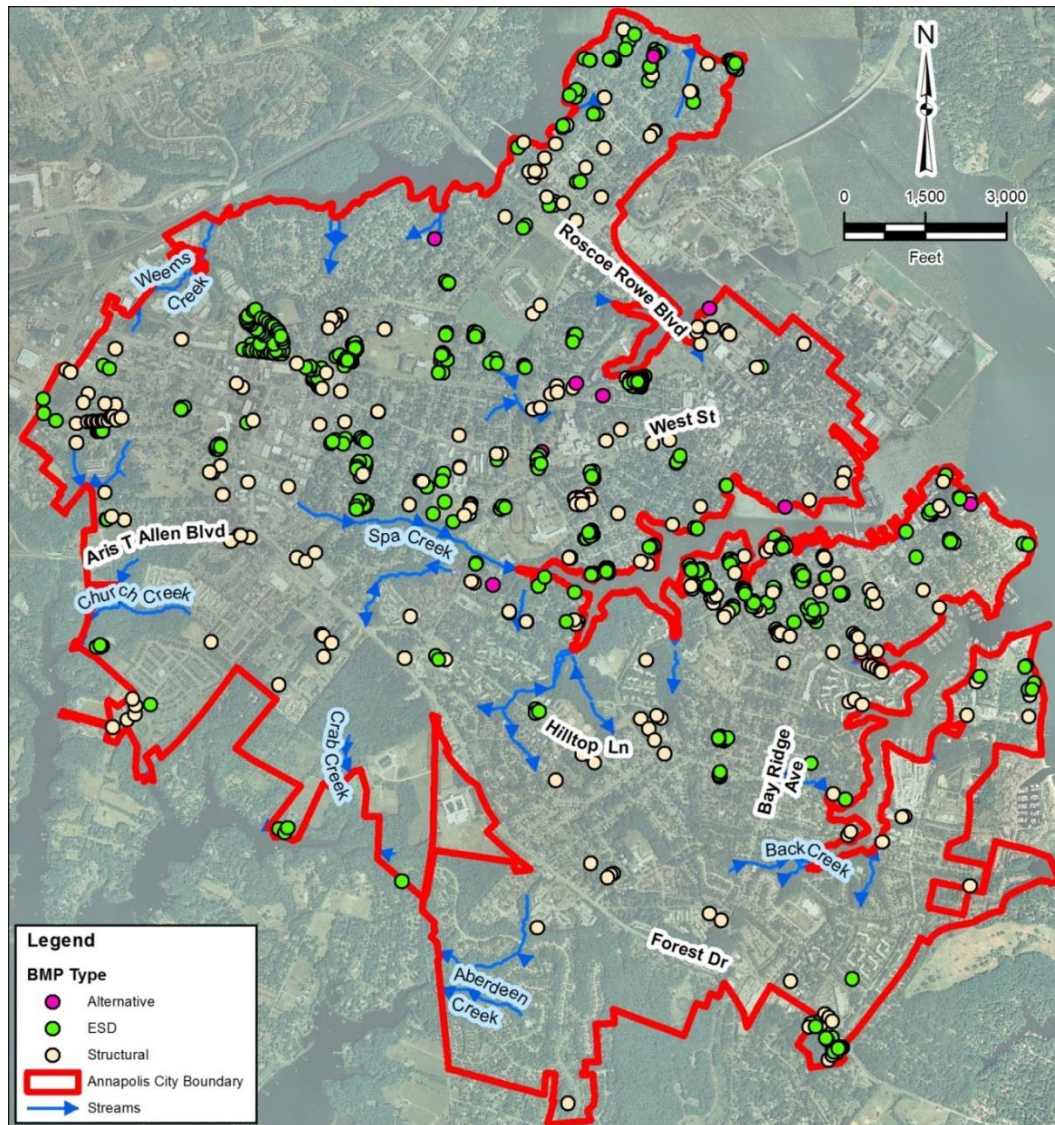 N
0 1,500 3,000
Feet
Roscoe Rowe Blvd
Weems
Creek
West St
Aris T Allen Blvd
Spa Creek
Church Creek
Crab Creek
Hilltop Ln
Bay Ridge
Ave
Back Creek
Forest Dr
Aberdeen
Creek
Legend
BMP Type
Alternative
ESD
Structural
Annapolis City Boundary
Streams